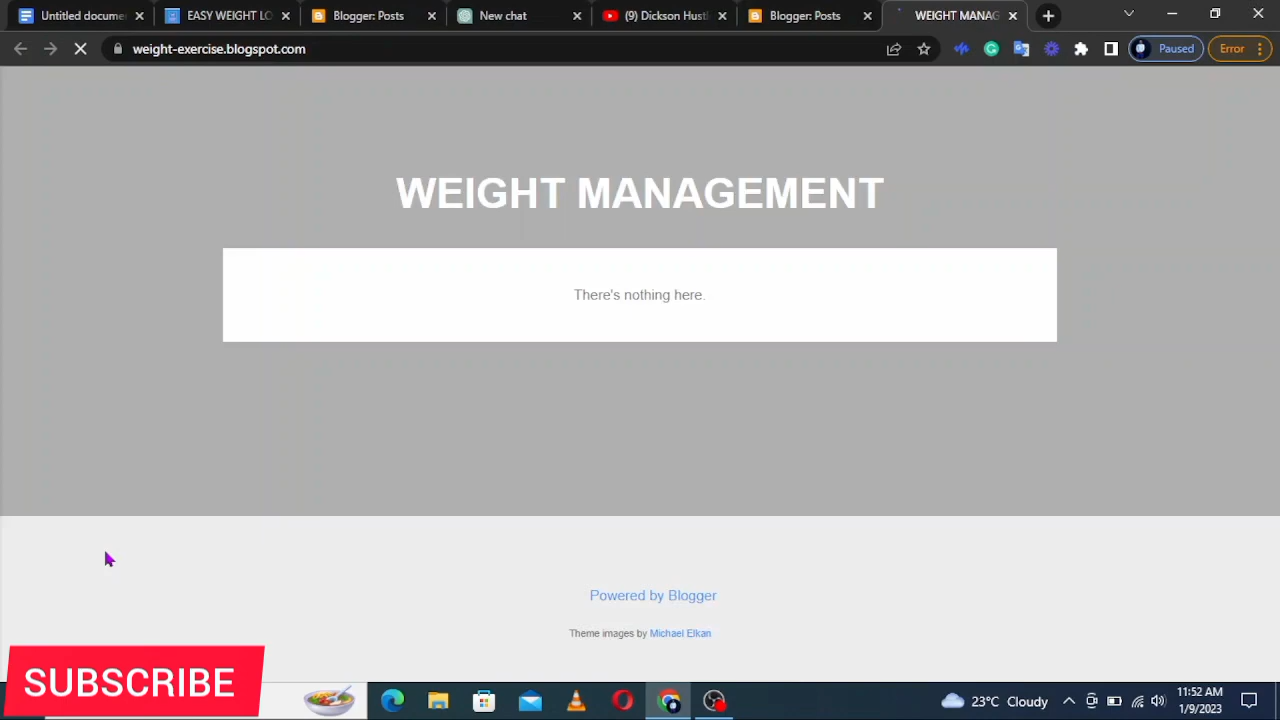 Untitled documen
EASY WEIGHT LO
Blogger: Posts
New chat
(9) Dickson Hustl
Blogger: Posts
WEIGHT MANAG
weight-exercise.blogspot.com
Paused
Error
WEIGHT MANAGEMENT
There's nothing here.
Powered by Blogger
Theme images by Michael Elkan
SUBSCRIBE
23°C Cloudy
11:52 AM
1/9/2023